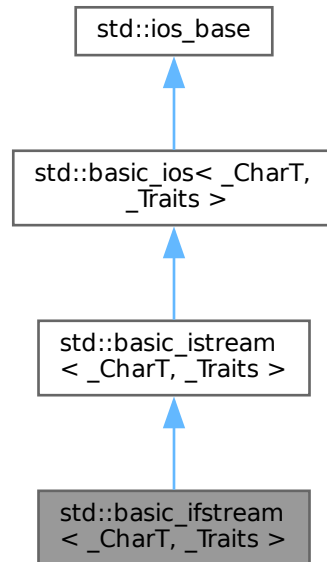 std::ios_base
std::basic_ios< _CharT,
_Traits >
std::basic_istream
< _CharT, _Traits >
std::basic_ifstream
< _CharT, _Traits >